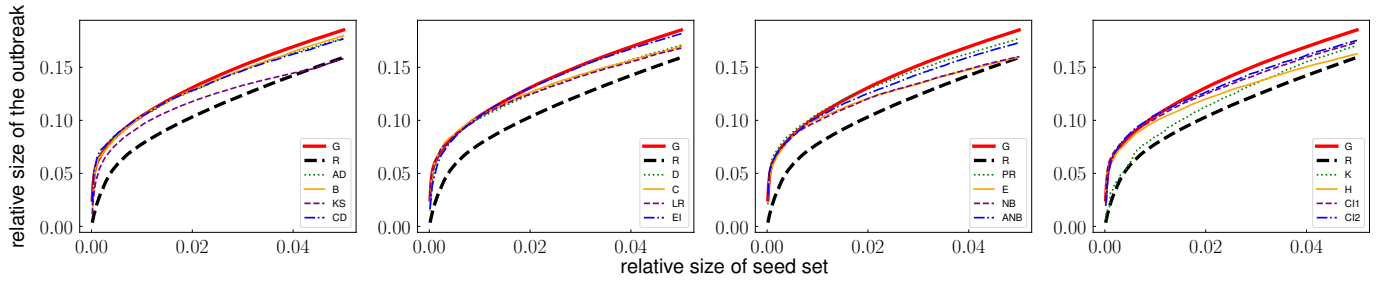 relative size of the outbreak
0.15
0.10
0.05
0.00
0.00 0.02 0.04
G
R
AD
B
KS
CD
0.15
0.10
0.05
0.00
0.00 0.02 0.04
G
R
D
C
LR
EI
0.15
0.10
0.05
0.00
0.00 0.02 0.04
G
R
PR
E
NB
ANB
0.15
0.10
0.05
0.00
0.00 0.02 0.04
G
R
K
H
CI1
CI2
relative size of seed set